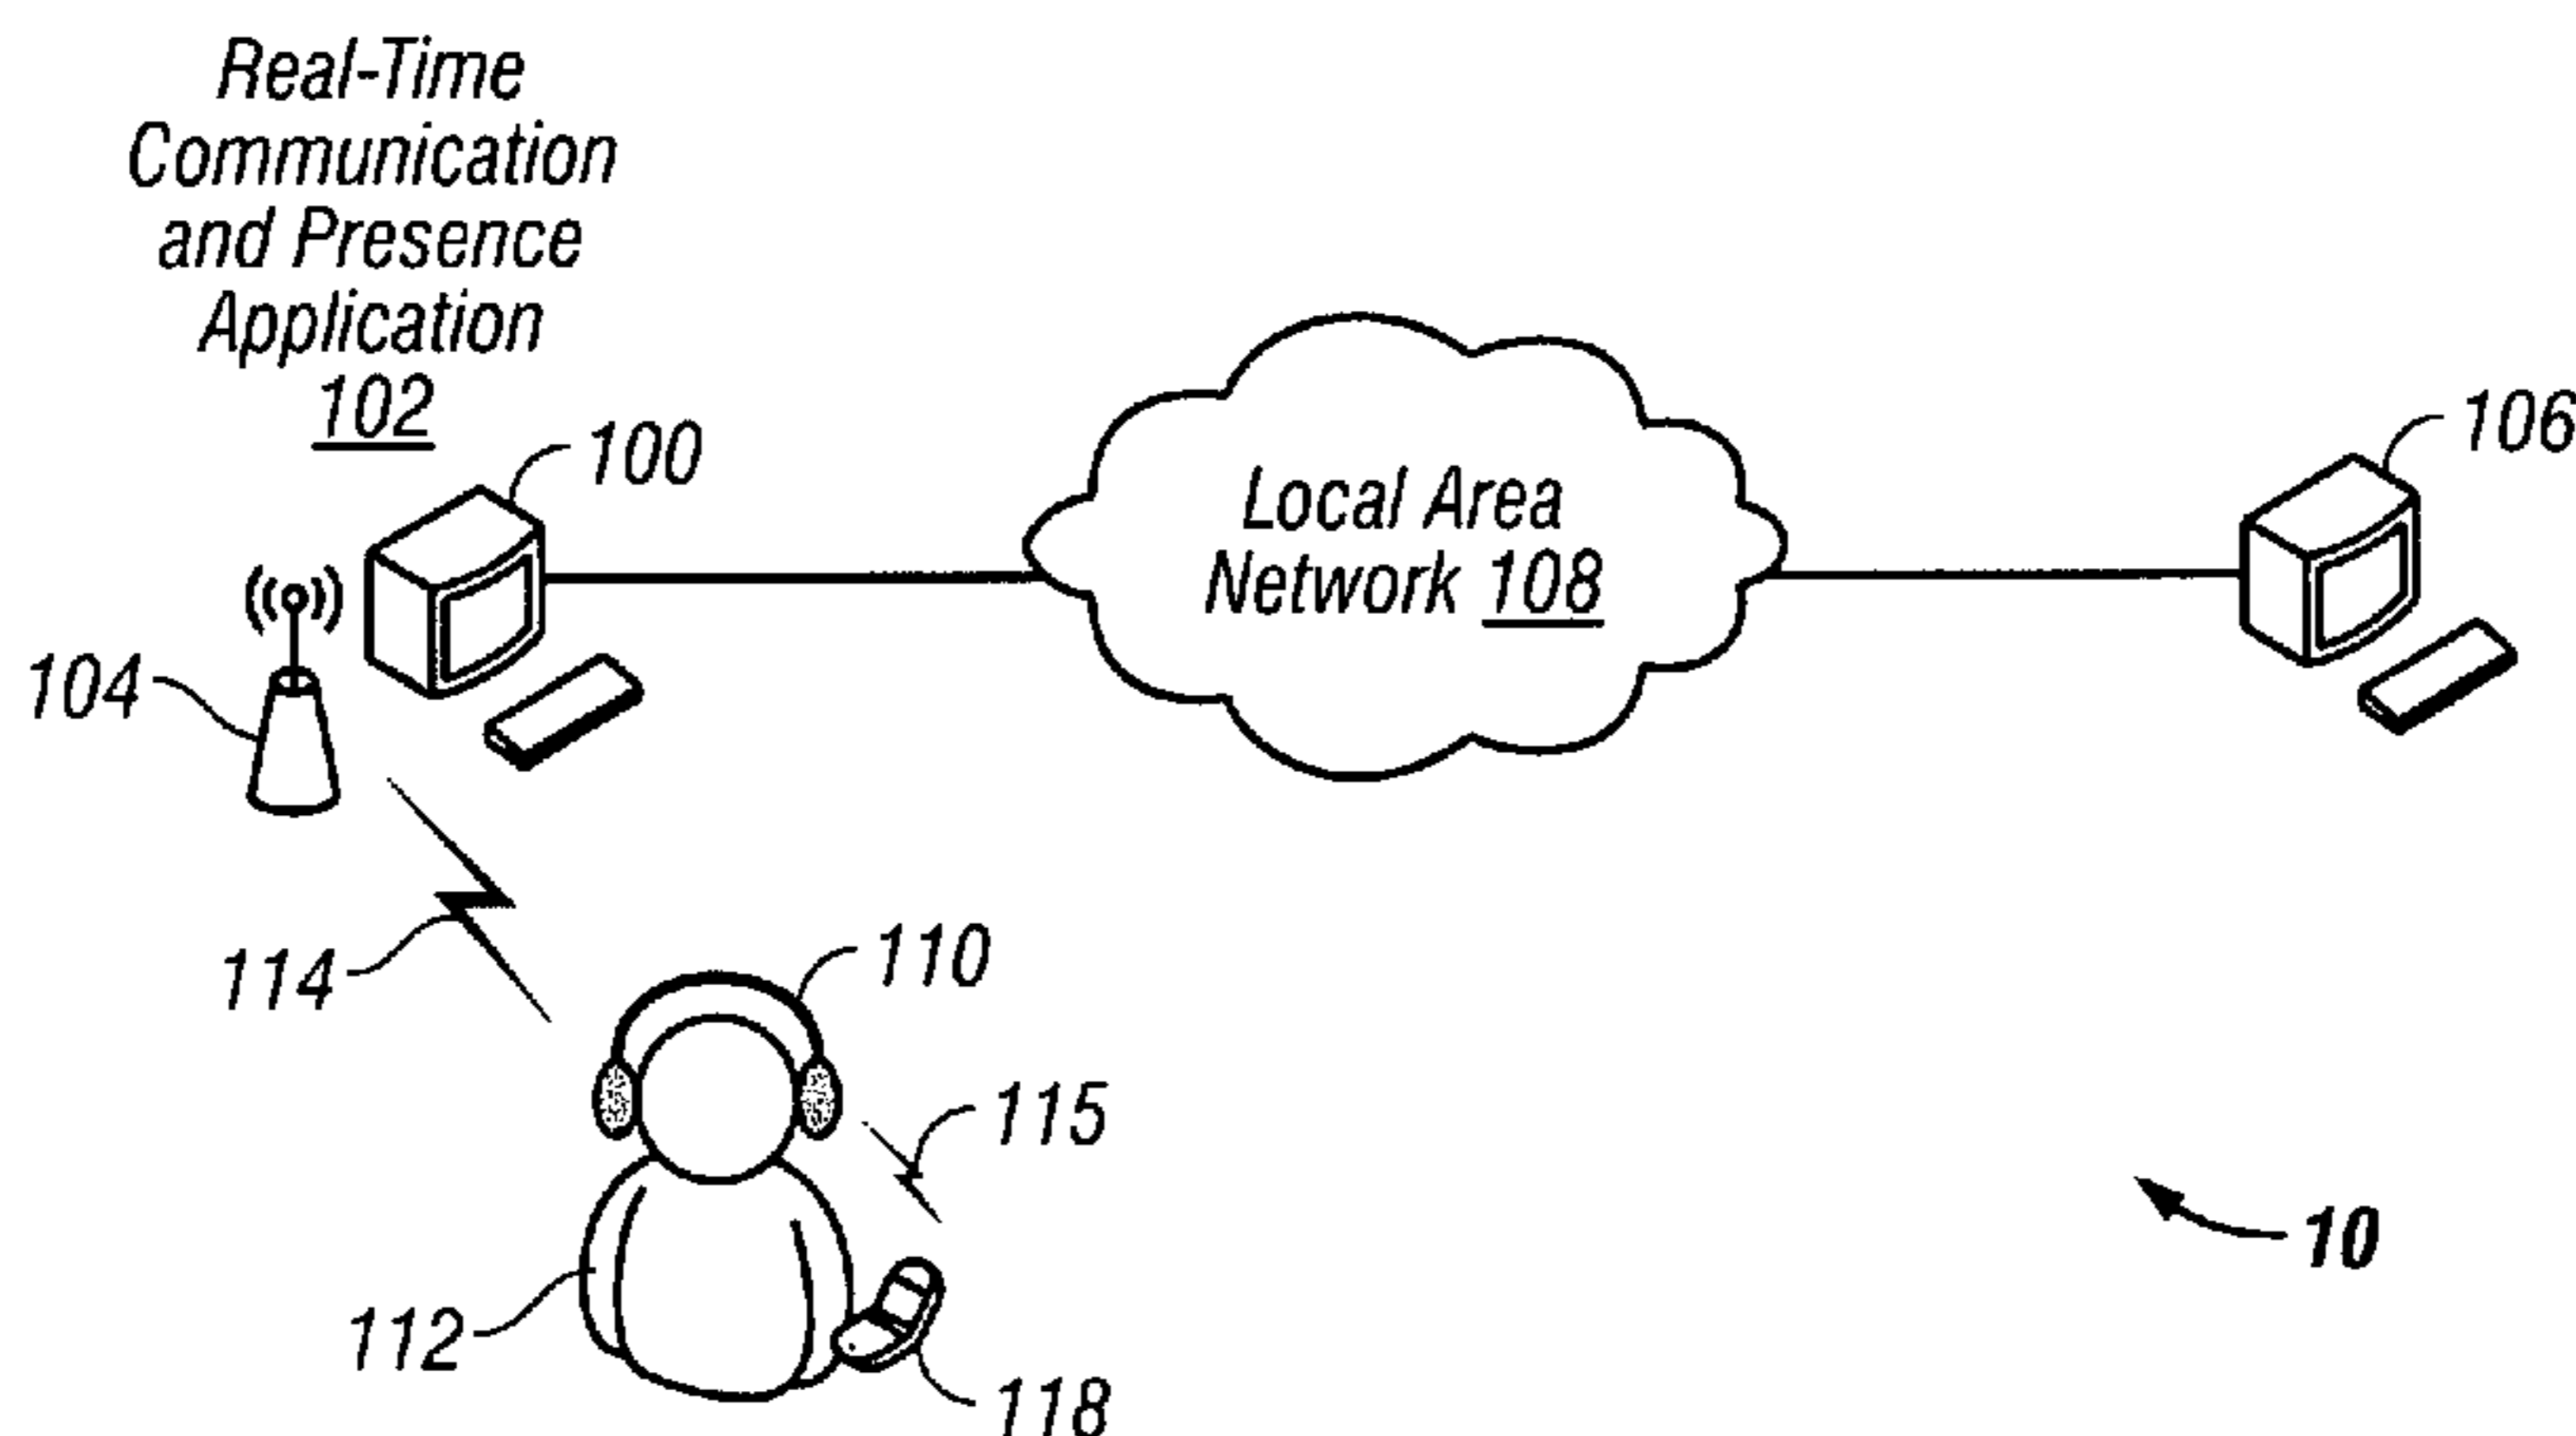 Real-Time
Communication
and Presence
Application
102
100
106
Local Area
Network 108
104
114
110
115
112
118
10